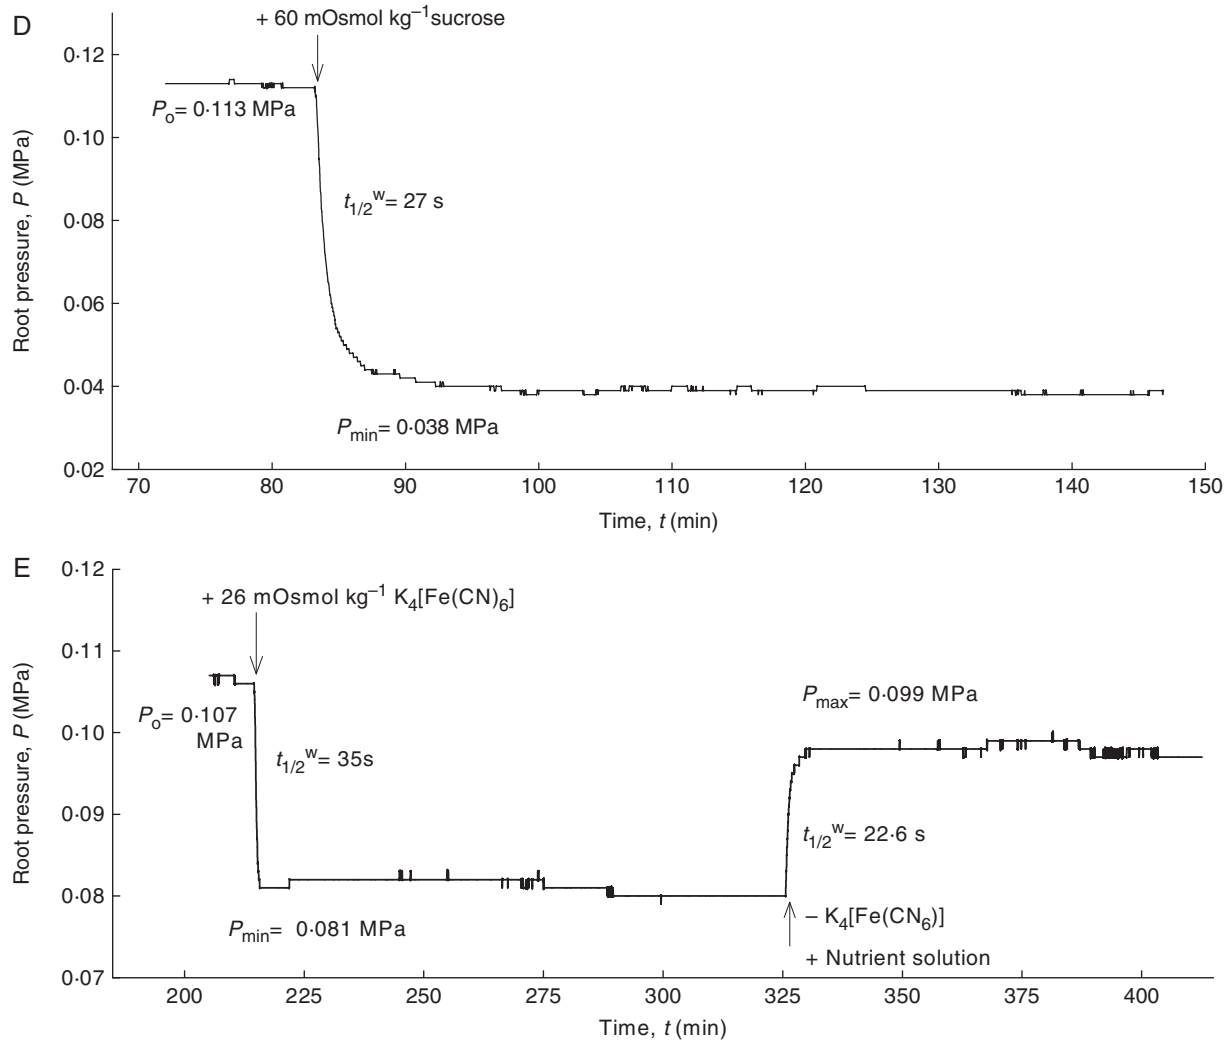 D
+ 60 mOsmol kg⁻¹sucrose
0·12
P₀= 0·113 MPa
0·10
t₁/₂ʷ= 27 s
0·08
Root pressure, P (MPa)
0·06
0·04
Pmin= 0·038 MPa
0·02
70 80 90 100 110 120 130 140 150
Time, t (min)
E
0·12
+ 26 mOsmol kg⁻¹ K₄[Fe(CN)₆]
0·11
Pmax= 0·099 MPa
P₀= 0·107
MPa
0·10
t₁/₂ʷ= 35s
Root pressure, P (MPa)
0·09
t₁/₂ʷ= 22·6 s
0·08
– K₄[Fe(CN₆)]
Pmin= 0·081 MPa
+ Nutrient solution
0·07
200 225 250 275 300 325 350 375 400
Time, t (min)